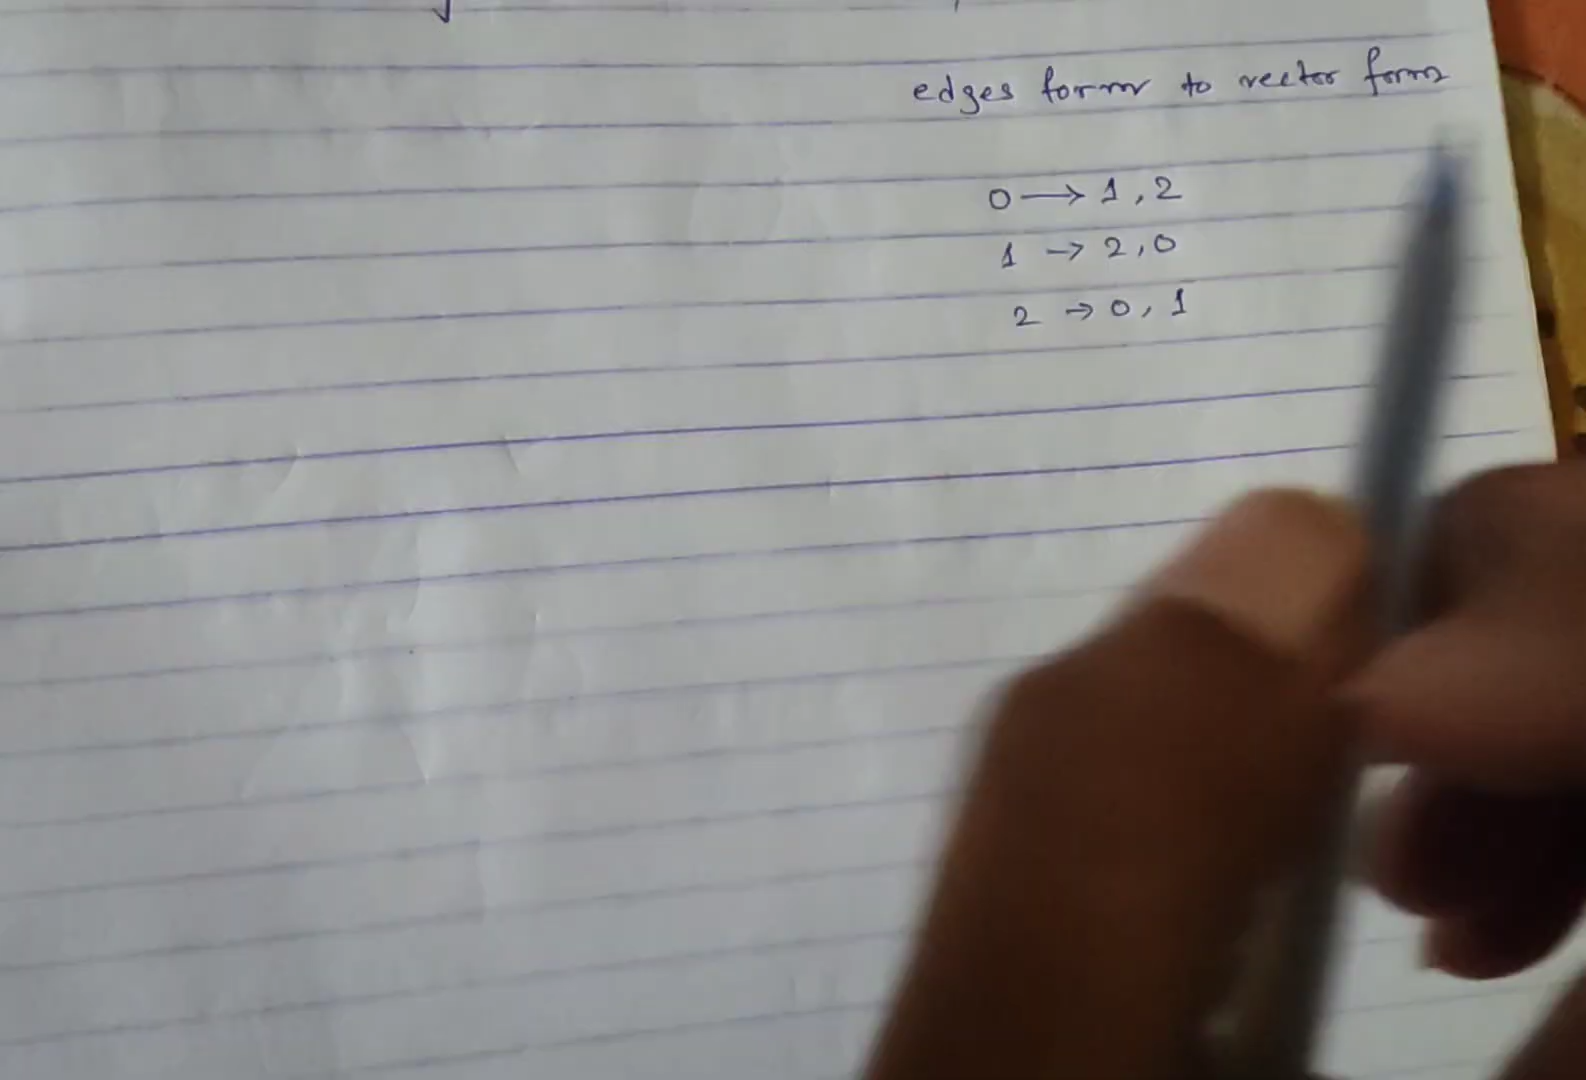 edges form to vector form
0 → 1, 2
1 → 2, 0
2 → 0, 1